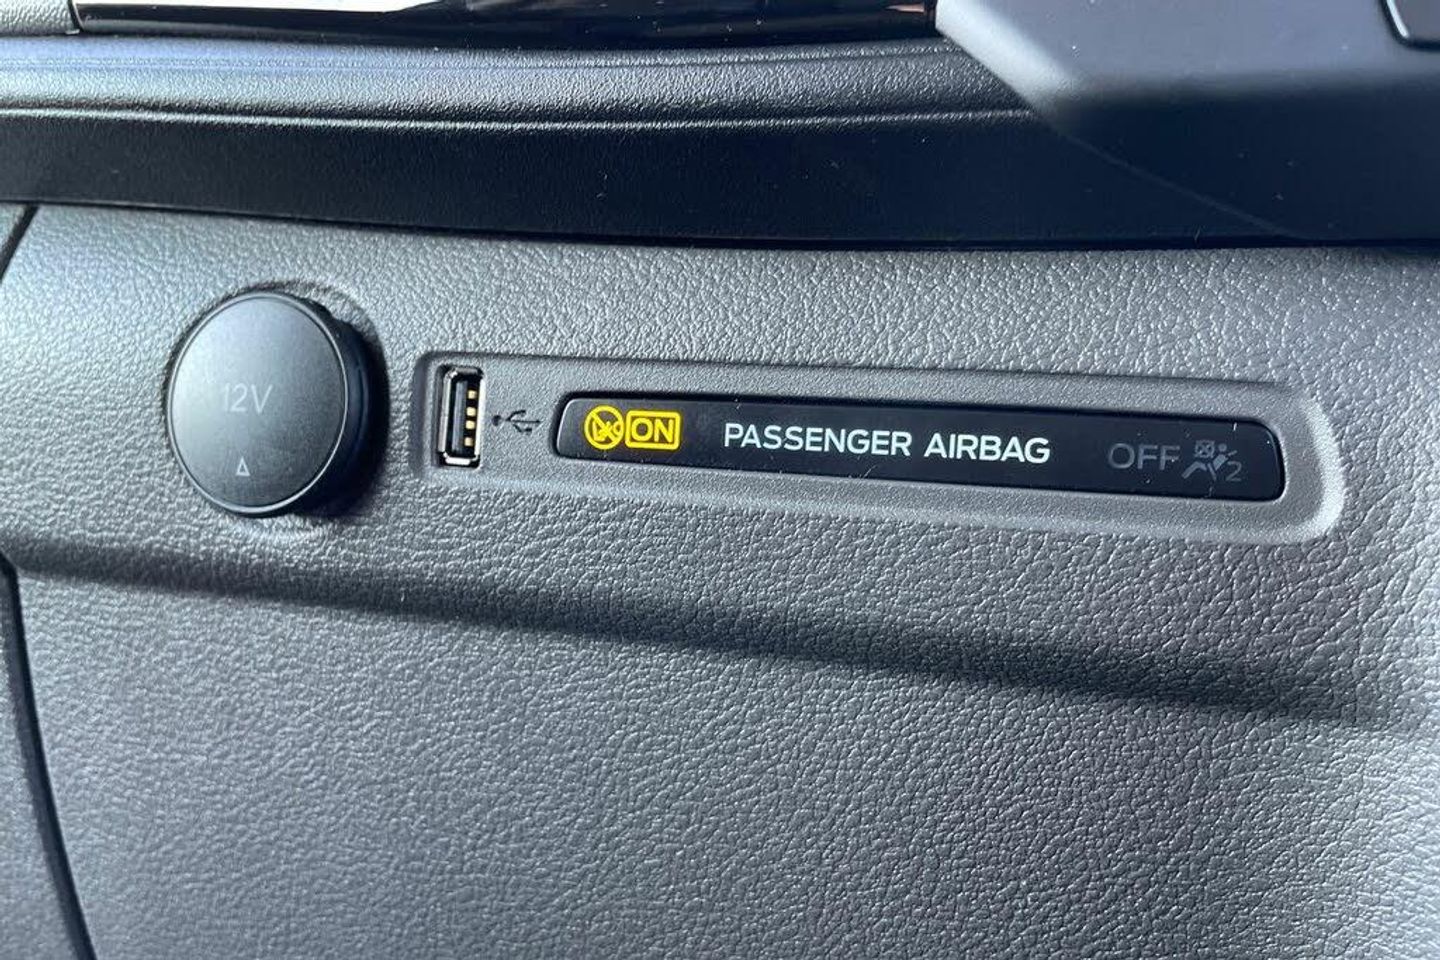 12V
ON PASSENGER AIRBAG OFF 2